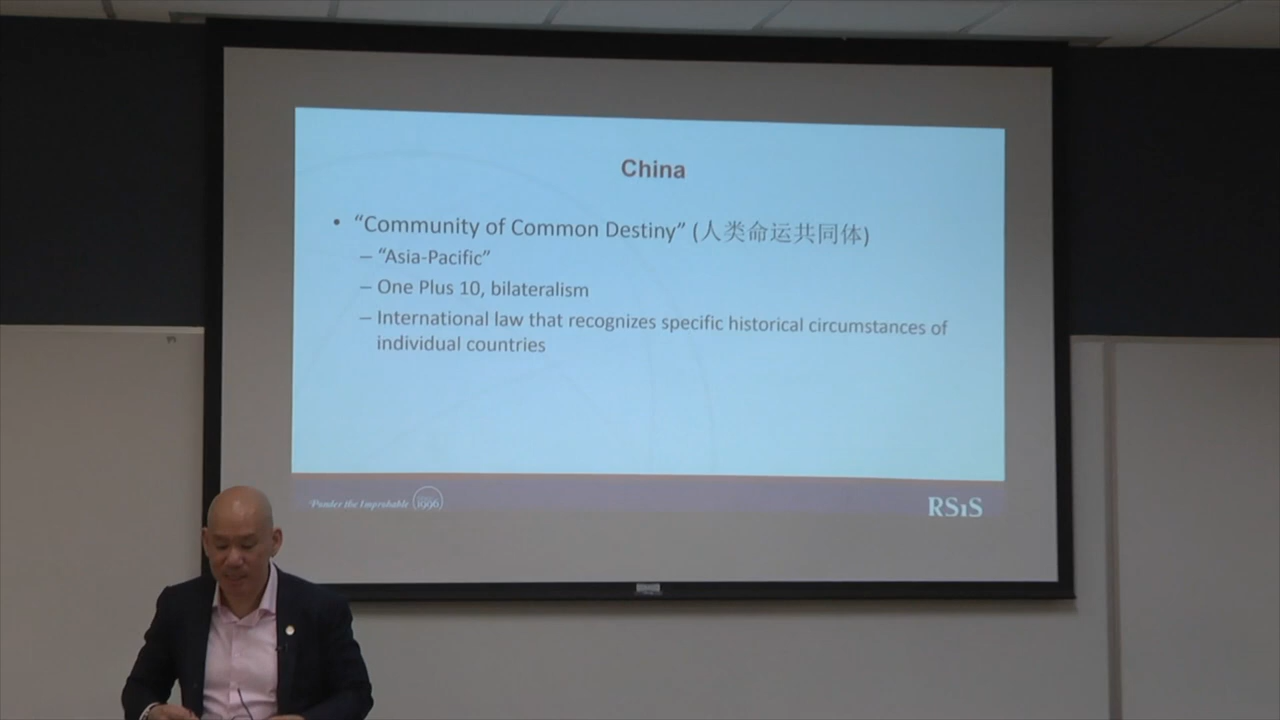 China
• “Community of Common Destiny” (人类命运共同体)
– “Asia-Pacific”
– One Plus 10, bilateralism
– International law that recognizes specific historical circumstances of
individual countries
Ponder the Improbable 1996
RSiS